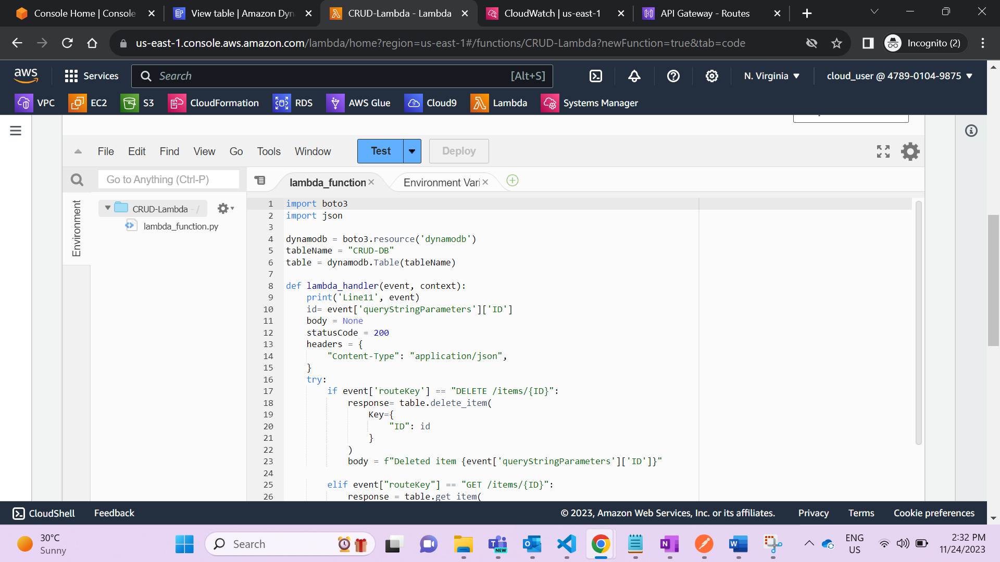 Console Home | Console
View table | Amazon Dyn
CRUD-Lambda - Lambda
CloudWatch | us-east-1
API Gateway - Routes
us-east-1.console.aws.amazon.com/lambda/home?region=us-east-1#/functions/CRUD-Lambda?newFunction=true&tab=code
Incognito (2)
aws
Services
Search
[Alt+S]
N. Virginia
cloud_user @ 4789-0104-9875
VPC
EC2
S3
CloudFormation
RDS
AWS Glue
Cloud9
Lambda
Systems Manager
File Edit Find View Go Tools Window
Test
Deploy
Go to Anything (Ctrl-P)
lambda_function
Environment Vari
Environment
CRUD-Lambda - /
lambda_function.py
1 import boto3
2 import json
3
4 dynamodb = boto3.resource('dynamodb')
5 tableName = "CRUD-DB"
6 table = dynamodb.Table(tableName)
7
8 def lambda_handler(event, context):
9 print('Line11', event)
10 id= event['queryStringParameters']['ID']
11 body = None
12 statusCode = 200
13 headers = {
14 "Content-Type": "application/json",
15 }
16 try:
17 if event['routeKey'] == "DELETE /items/{ID}":
18 response= table.delete_item(
19 Key={
20 "ID": id
21 }
22 )
23 body = f"Deleted item {event['queryStringParameters']['ID']}"
24
25 elif event["routeKey"] == "GET /items/{ID}":
26 response = table.get_item(
CloudShell
Feedback
© 2023, Amazon Web Services, Inc. or its affiliates.
Privacy
Terms
Cookie preferences
30°C
Sunny
Search
NEW
ENG
US
2:32 PM
11/24/2023